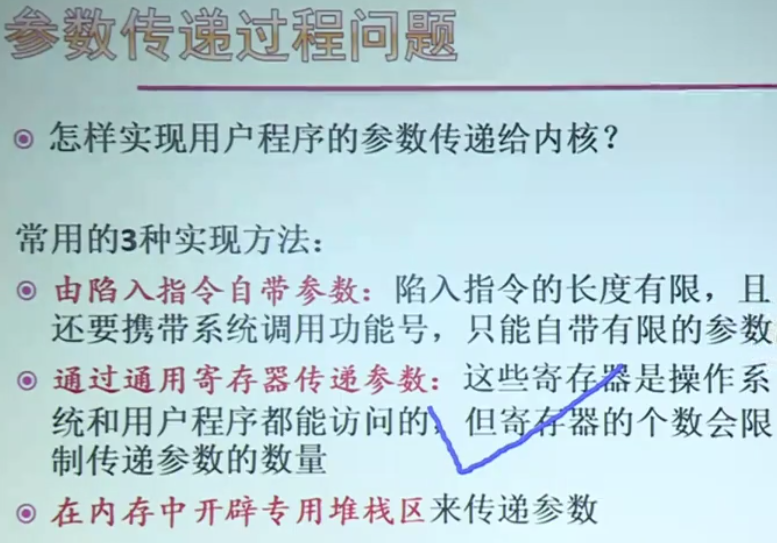 参数传递过程问题
怎样实现用户程序的参数传递给内核？
常用的3种实现方法：
由陷入指令自带参数：陷入指令的长度有限，且
还要携带系统调用功能号，只能自带有限的参数
通过通用寄存器传递参数：这些寄存器是操作系
统和用户程序都能访问的，但寄存器的个数会限
制传递参数的数量
在内存中开辟专用堆栈区来传递参数